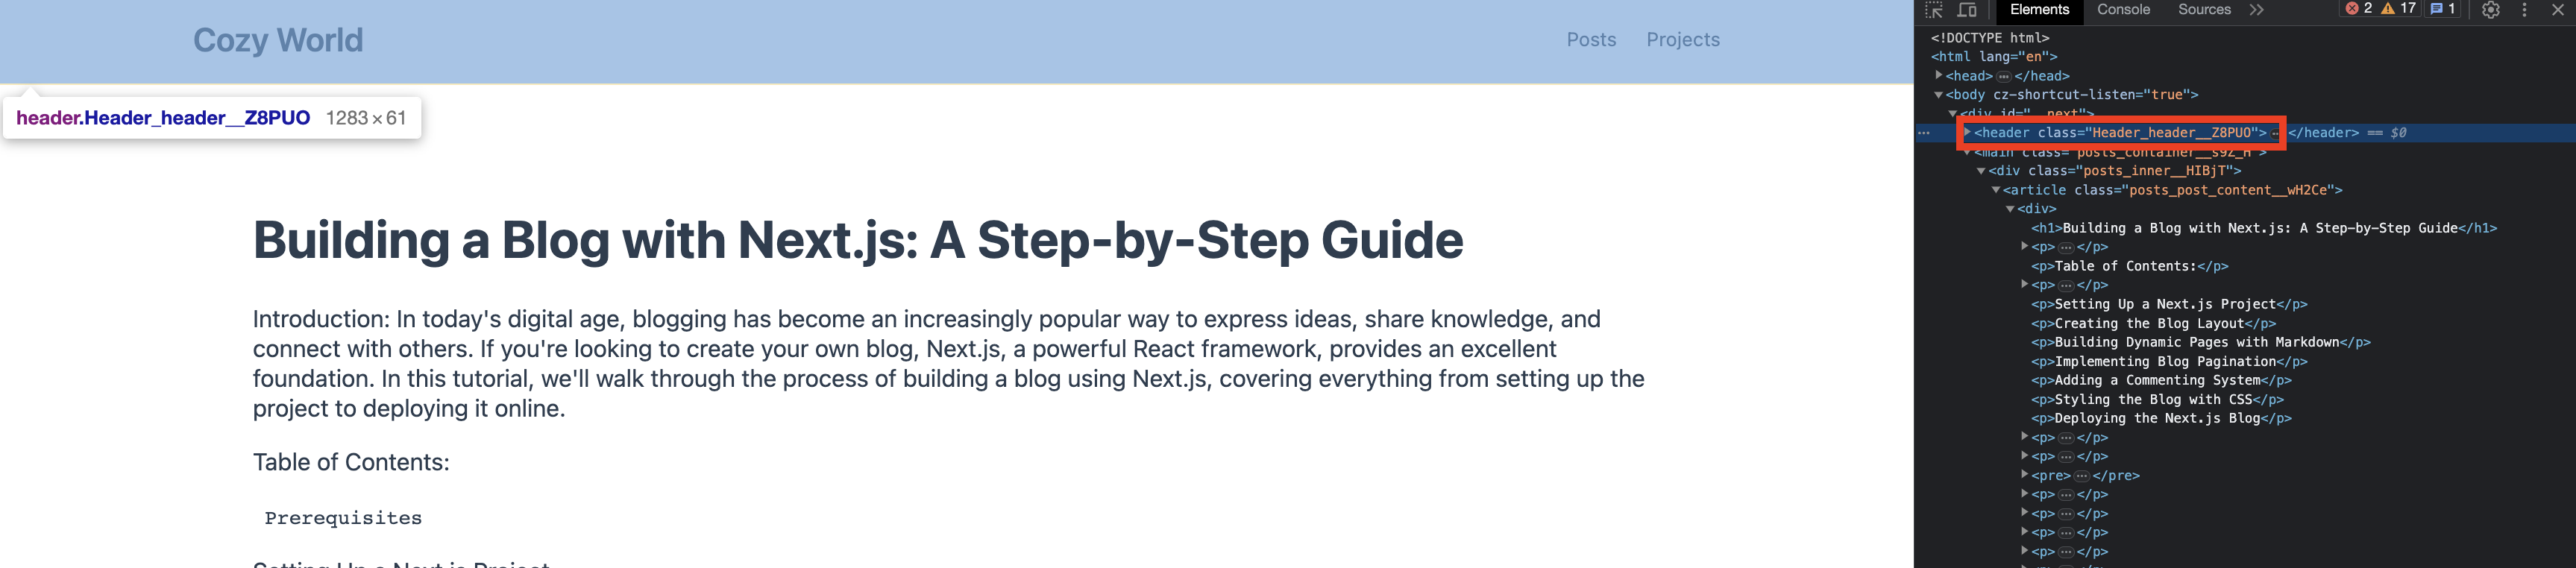 Cozy World
Posts Projects
header.Header_header__Z8PUO 1283×61
Building a Blog with Next.js: A Step-by-Step Guide
Introduction: In today's digital age, blogging has become an increasingly popular way to express ideas, share knowledge, and
connect with others. If you're looking to create your own blog, Next.js, a powerful React framework, provides an excellent
foundation. In this tutorial, we'll walk through the process of building a blog using Next.js, covering everything from setting up the
project to deploying it online.
Table of Contents:
Prerequisites
Setting Up a Next.js Project
Elements Console Sources 2 17 1
<!DOCTYPE html>
<html lang="en">
<head> … </head>
<body cz-shortcut-listen="true">
<div id="__next">
<header class="Header_header__Z8PUO"> … </header> == $0
<main class="posts_container__s9Z_H">
<div class="posts_inner__HIBjT">
<article class="posts_post_content__wH2Ce">
<div>
<h1>Building a Blog with Next.js: A Step-by-Step Guide</h1>
<p> … </p>
<p>Table of Contents:</p>
<p> … </p>
<p>Setting Up a Next.js Project</p>
<p>Creating the Blog Layout</p>
<p>Building Dynamic Pages with Markdown</p>
<p>Implementing Blog Pagination</p>
<p>Adding a Commenting System</p>
<p>Styling the Blog with CSS</p>
<p>Deploying the Next.js Blog</p>
<p> … </p>
<p> … </p>
<pre> … </pre>
<p> … </p>
<p> … </p>
<p> … </p>
<p> … </p>